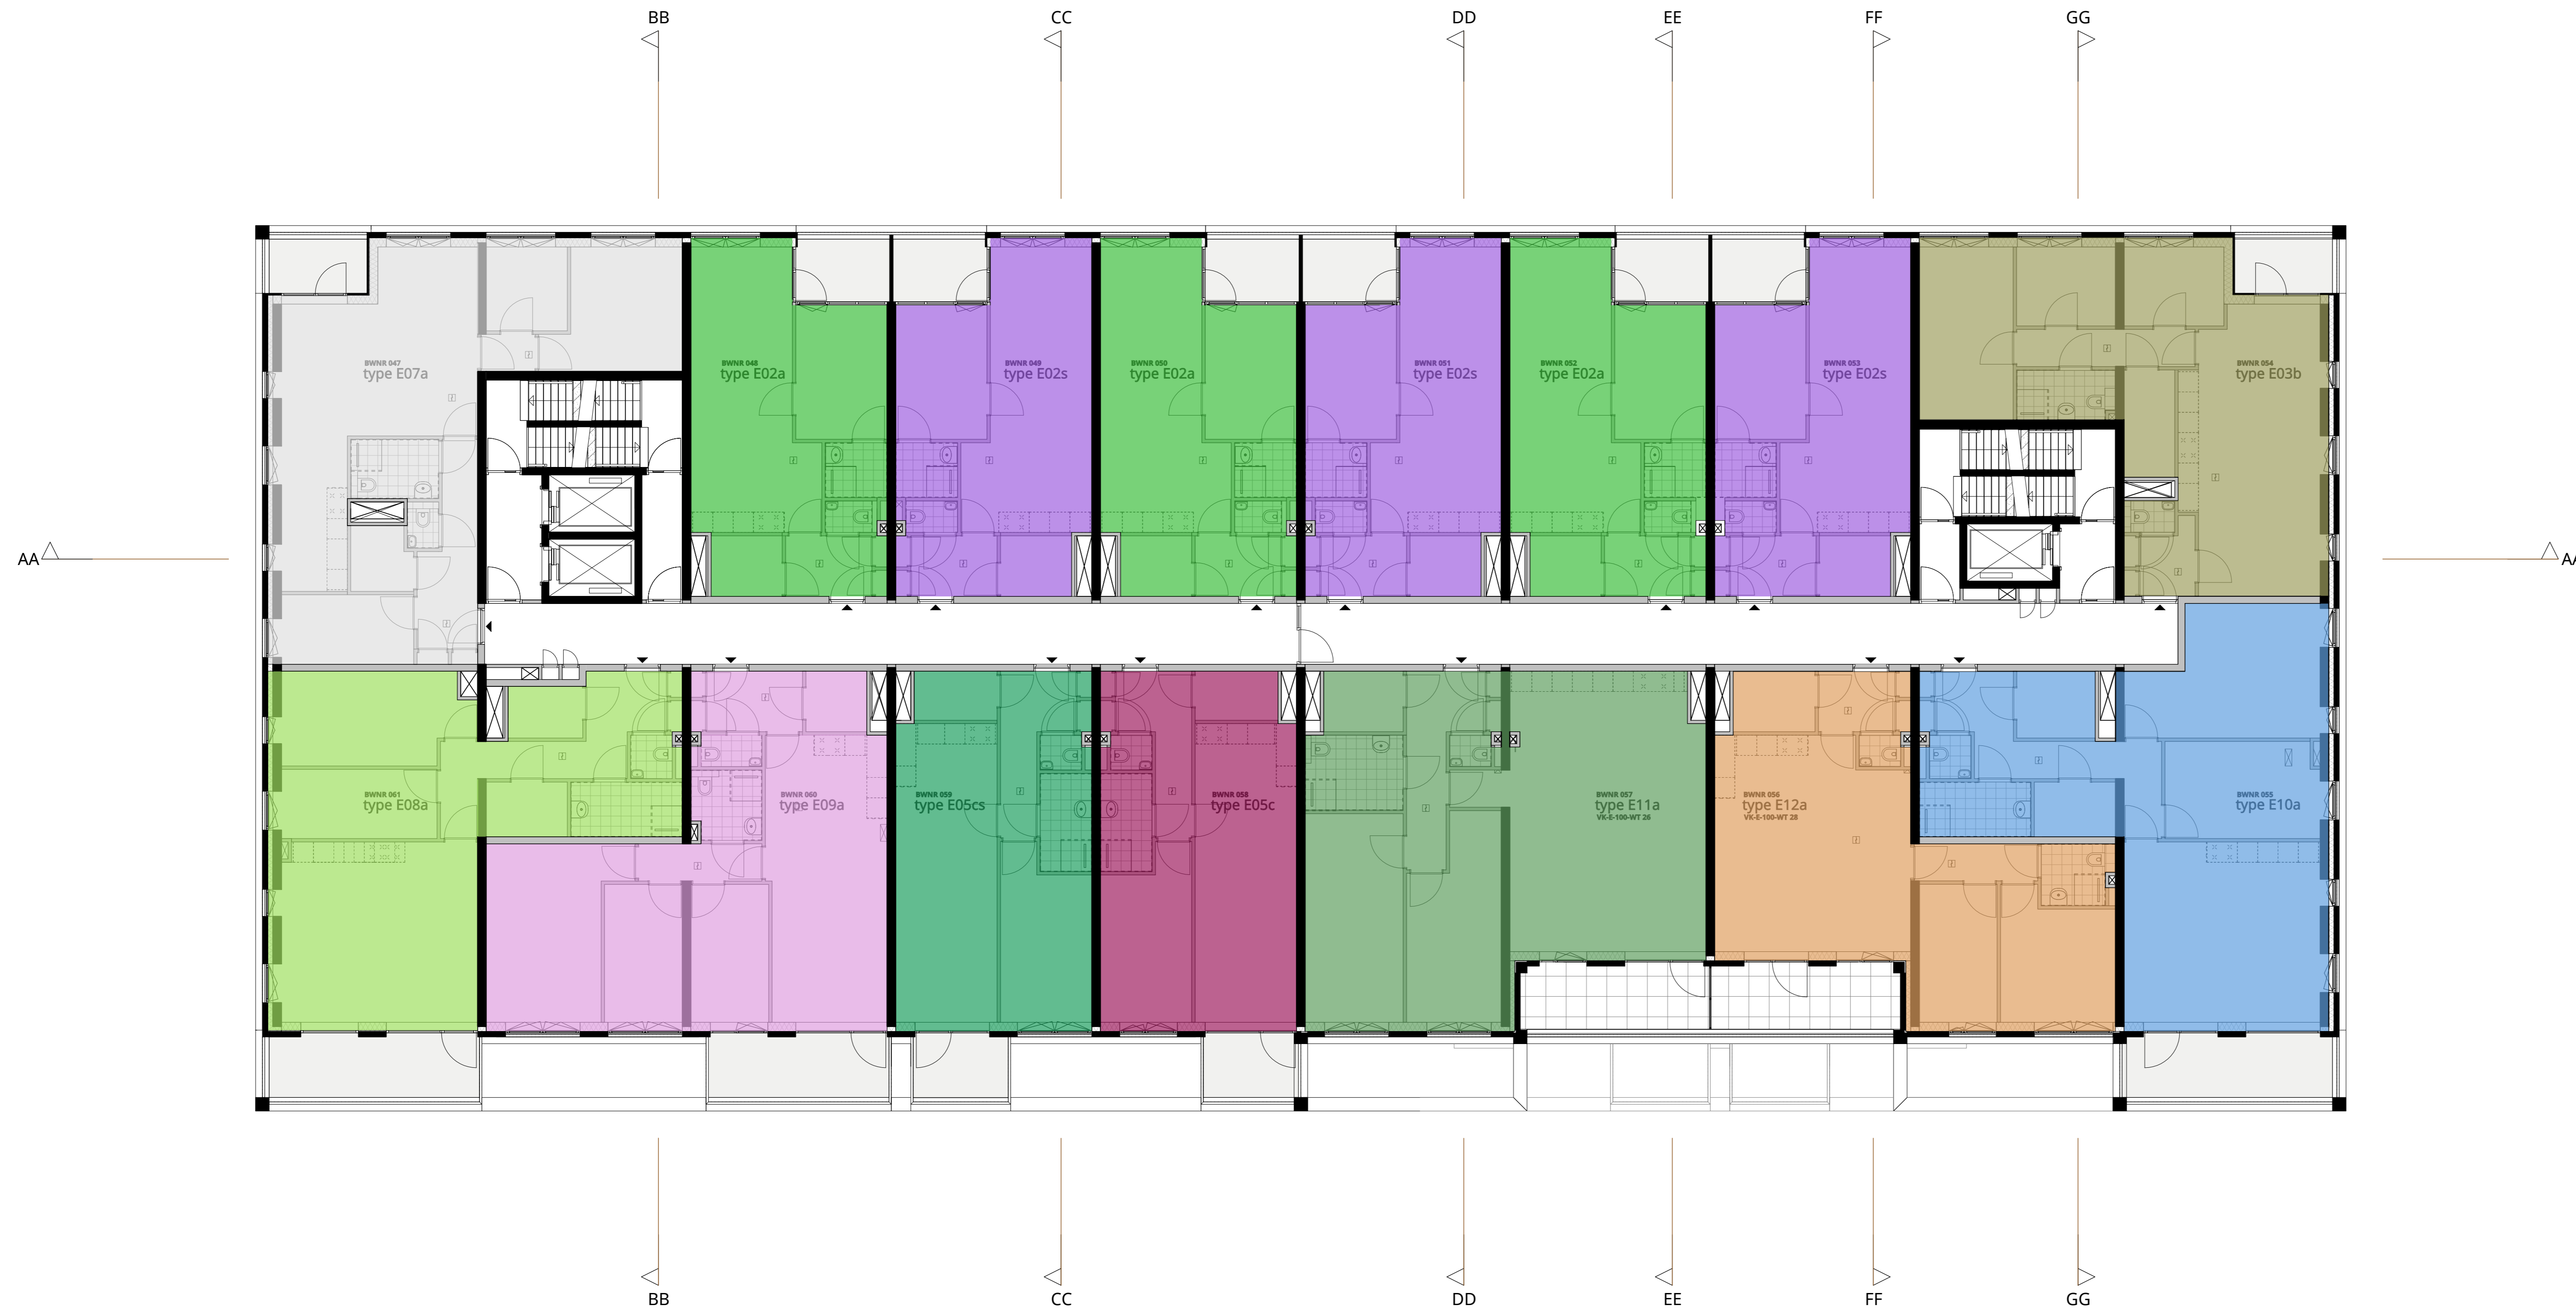 BB
CC
DD
EE
FF
GG
BWNR 047
type E07a
BWNR 048
type E02a
BWNR 049
type E02s
BWNR 050
type E02a
BWNR 051
type E02s
BWNR 052
type E02a
BWNR 053
type E02s
BWNR 054
type E03b
AA
AA
BWNR 061
type E08a
BWNR 060
type E09a
BWNR 059
type E05cs
BWNR 058
type E05c
BWNR 057
type E11a
VK-E-100-WT 26
BWNR 056
type E12a
VK-E-100-WT 28
BWNR 055
type E10a
BB
CC
DD
EE
FF
GG